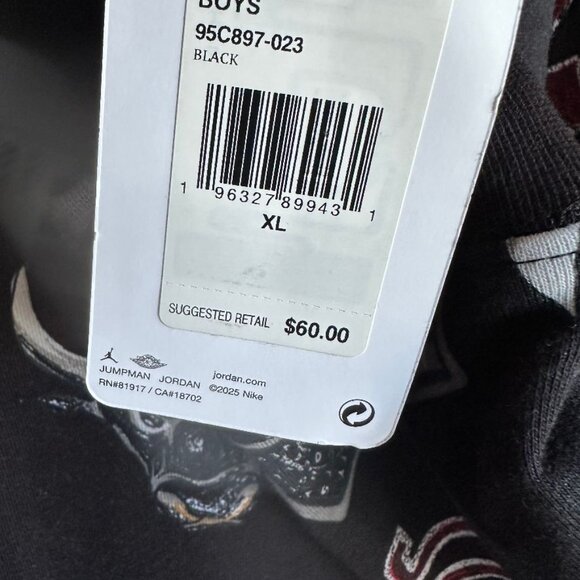 BOYS
95C897-023
BLACK
1 96327 89943 1
XL
SUGGESTED RETAIL $60.00
JUMPMAN JORDAN jordan.com
RN#81917 / CA#18702 ©2025 Nike